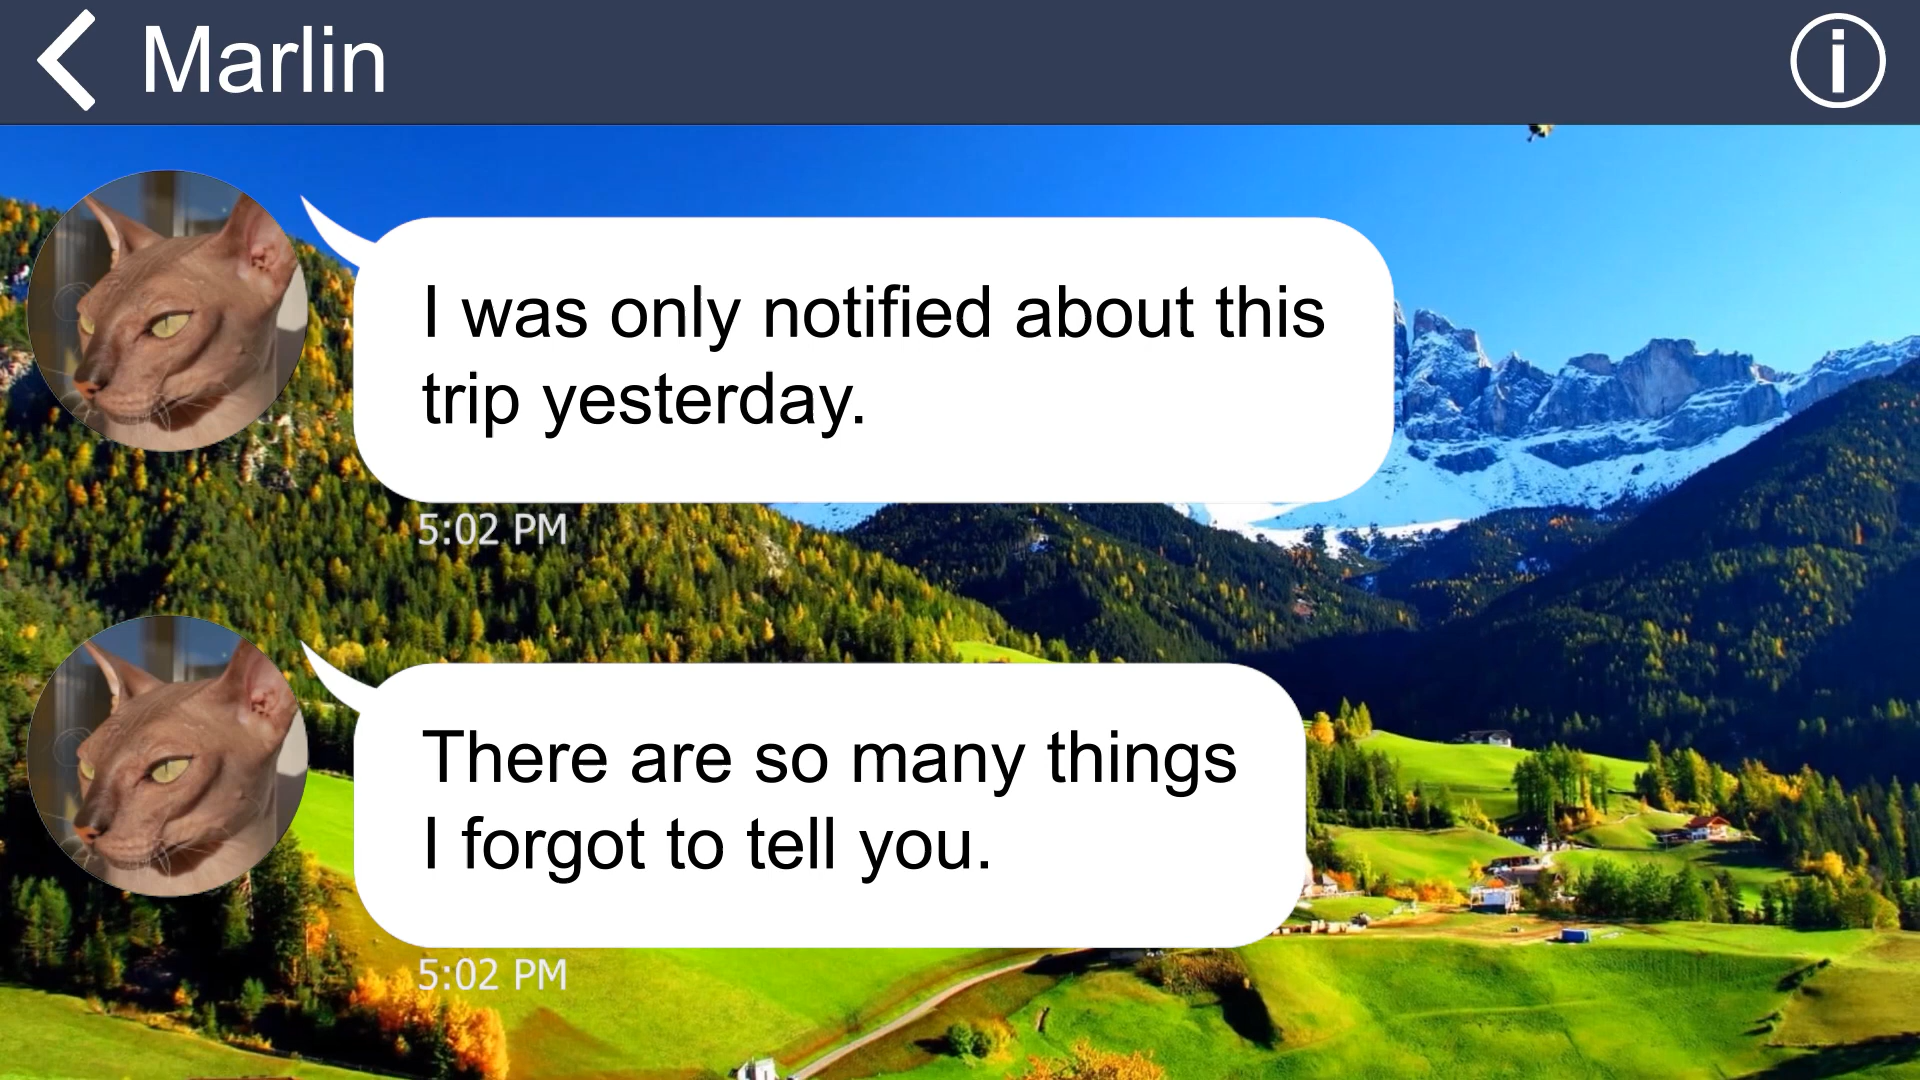 Marlin
I was only notified about this
trip yesterday.
5:02 PM
There are so many things
I forgot to tell you.
5:02 PM